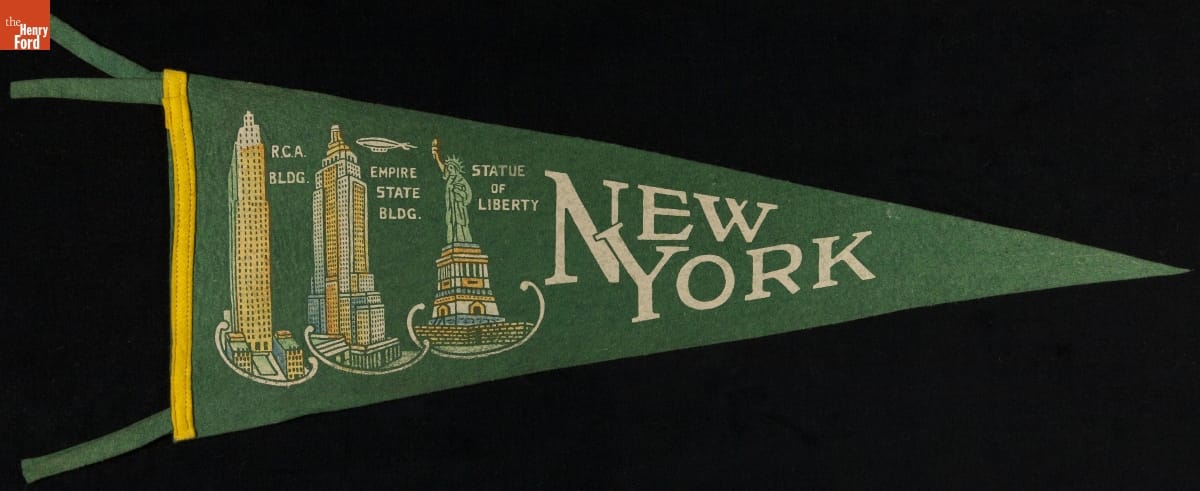 the
Henry
Ford
R.C.A.
BLDG.
EMPIRE
STATE
BLDG.
STATUE
OF
LIBERTY
NEW
YORK